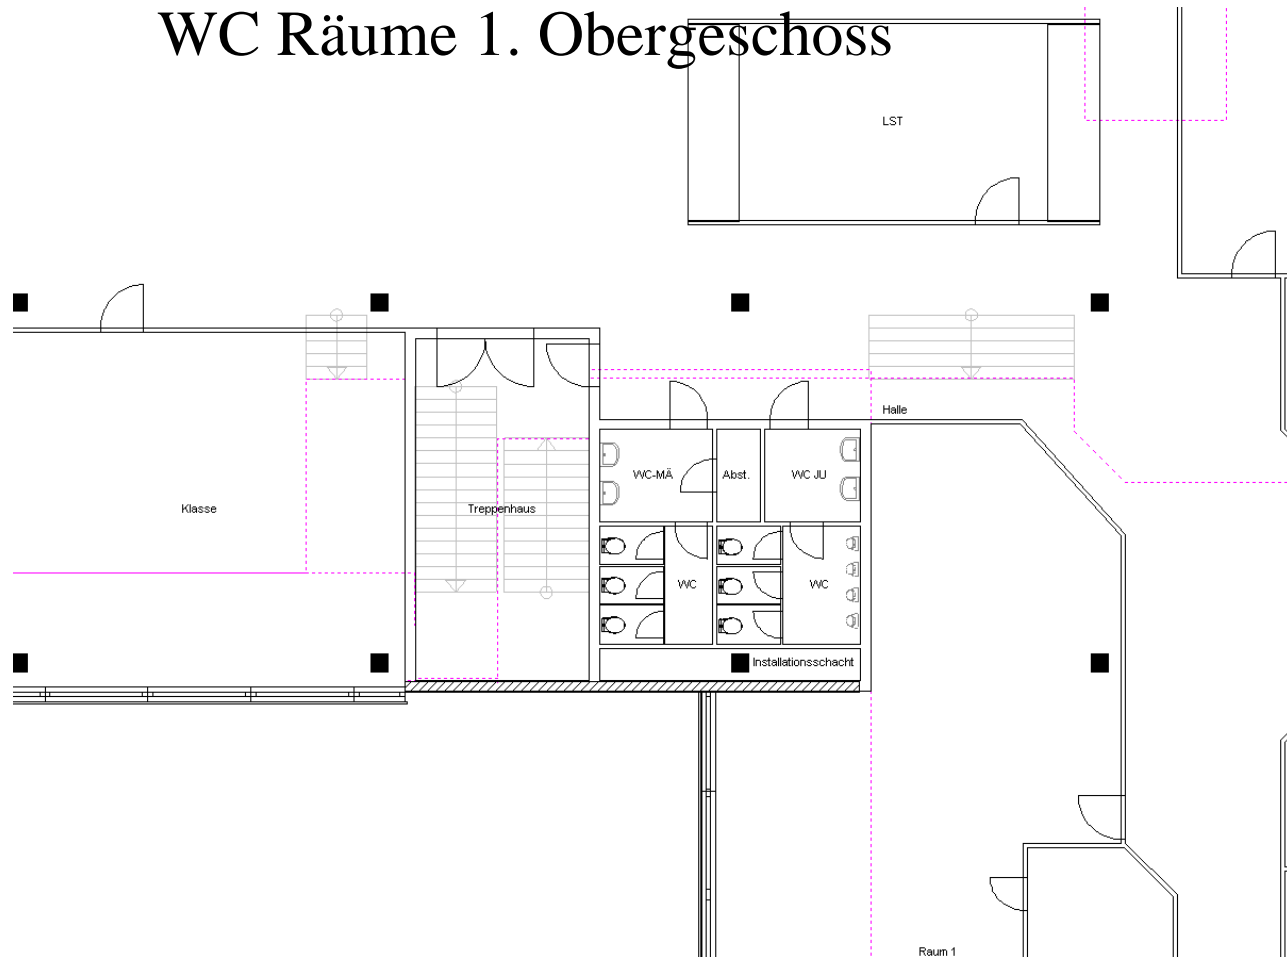 WC Räume 1. Obergeschoss
LST
Halle
WC-MÄ
Abst.
WC JU
Klasse
Treppenhaus
WC
WC
Installationsschacht
Raum 1